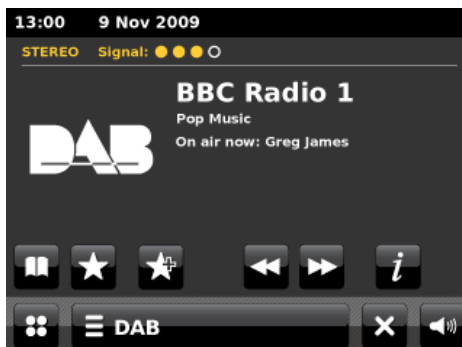 13:00 9 Nov 2009
STEREO Signal:
BBC Radio 1
Pop Music
On air now: Greg James
DAB
i
DAB